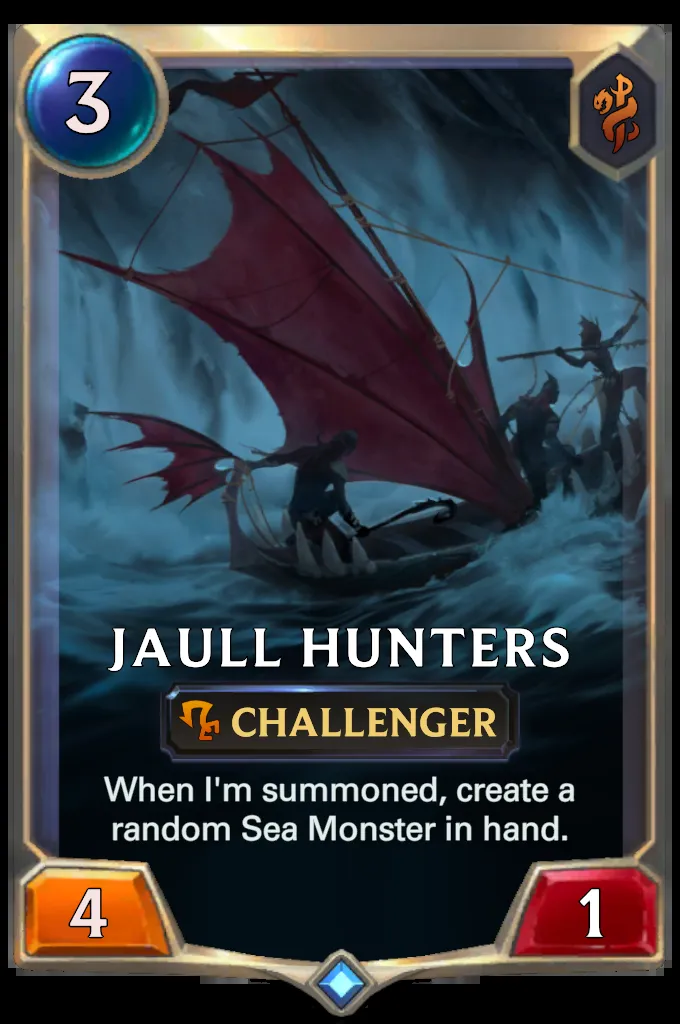 3
JAULL HUNTERS
CHALLENGER
When I'm summoned, create a
random Sea Monster in hand.
4
1